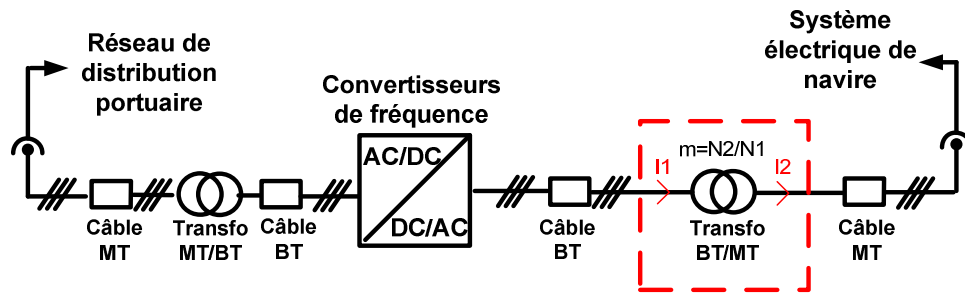 Réseau de
distribution
portuaire
Convertisseurs
de fréquence
Système
électrique de
navire
AC/DC
DC/AC
m=N2/N1
I1
I2
Câble
MT
Transfo
MT/BT
Câble
BT
Câble
BT
Transfo
BT/MT
Câble
MT